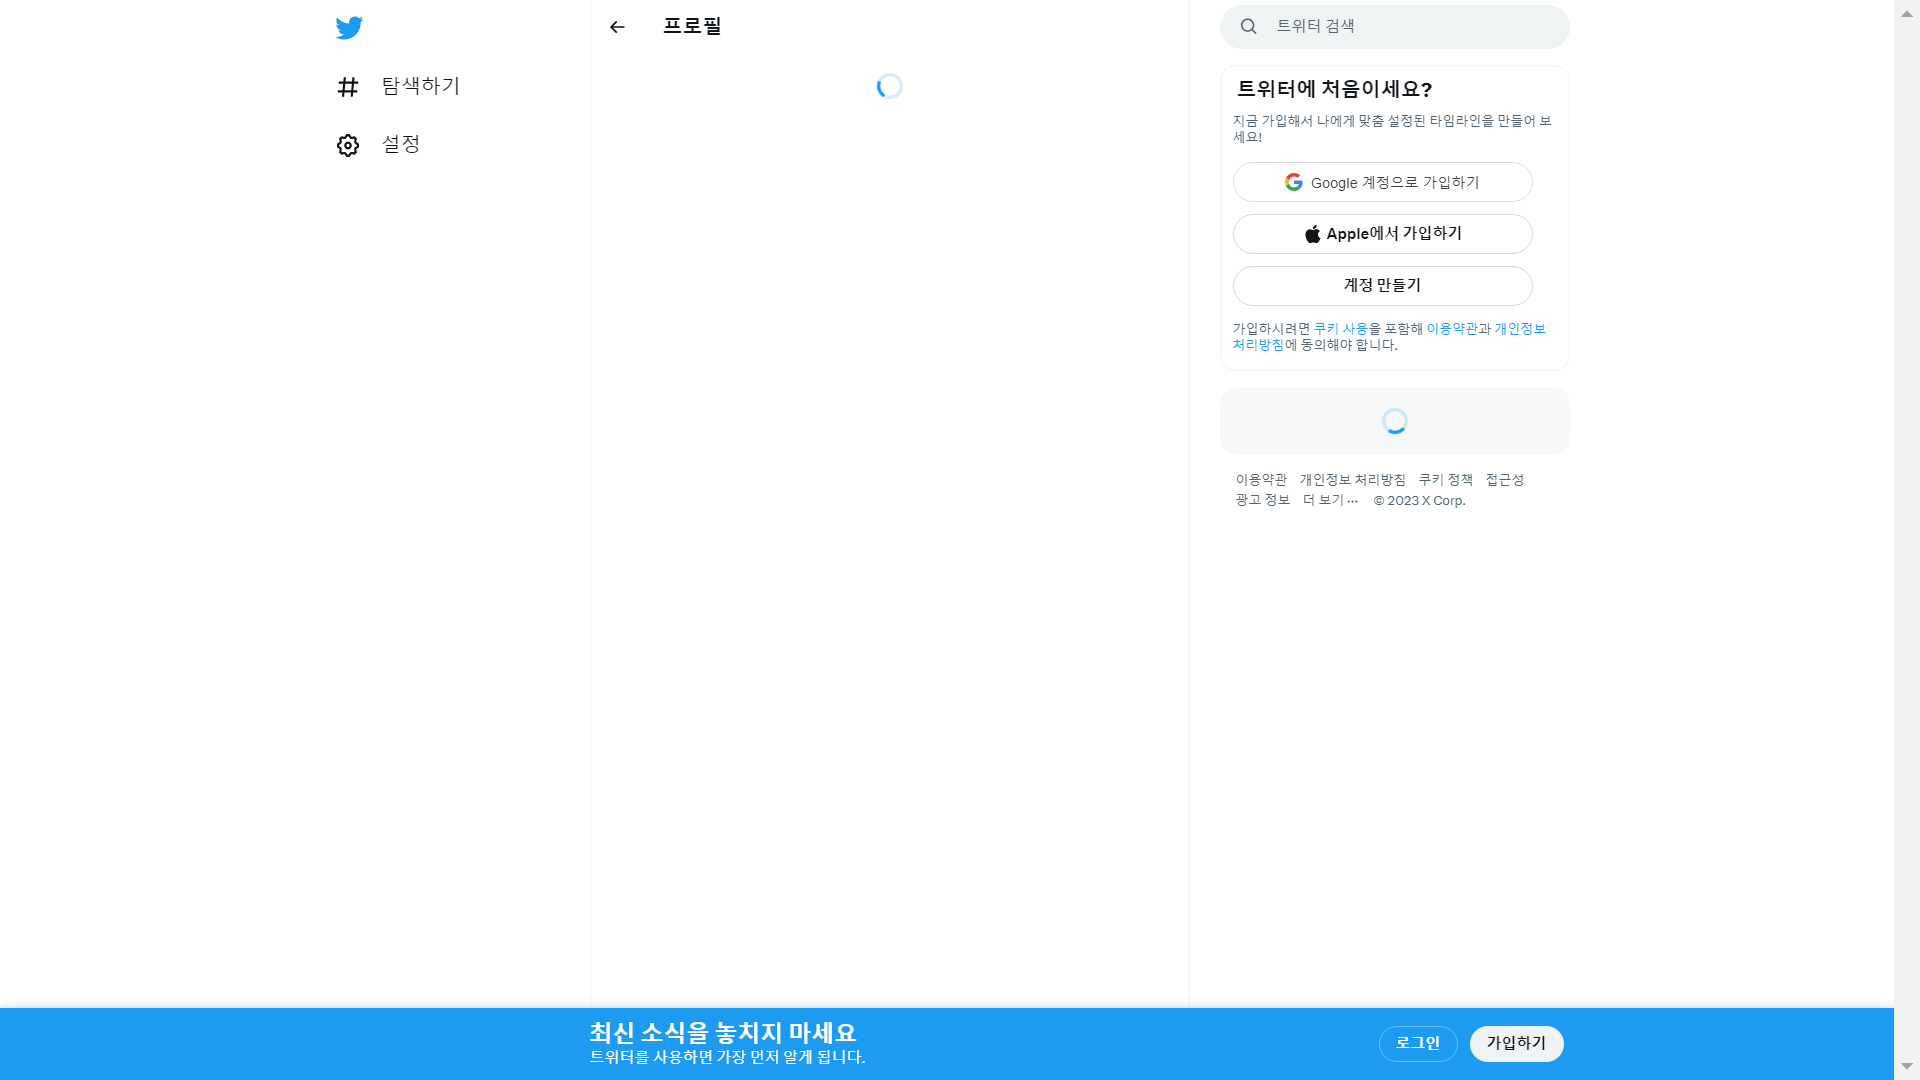 탐색하기
설정
프로필
트위터 검색
트위터에 처음이세요?
지금 가입해서 나에게 맞춤 설정된 타임라인을 만들어 보
세요!
Google 계정으로 가입하기
Apple에서 가입하기
계정 만들기
가입하시려면 쿠키 사용을 포함해 이용약관과 개인정보
처리방침에 동의해야 합니다.
이용약관 개인정보 처리방침 쿠키 정책 접근성
광고 정보 더 보기 ··· © 2023 X Corp.
최신 소식을 놓치지 마세요
트위터를 사용하면 가장 먼저 알게 됩니다.
로그인 가입하기